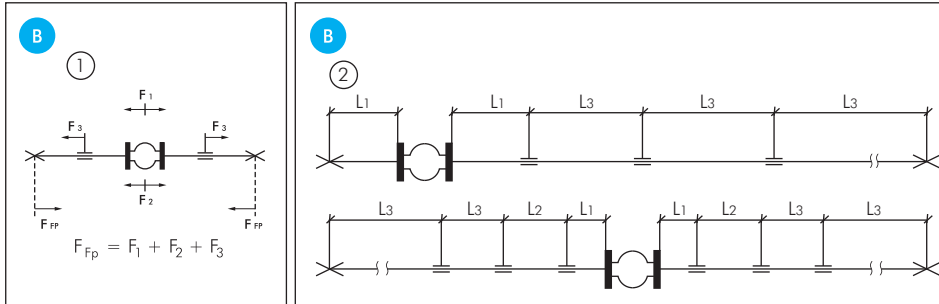 B
1
F1
F3 F3
F2
FFP FFP
FFp = F1 + F2 + F3
B
2
L1 L1 L3 L3 L3
L3 L3 L2 L1 L1 L2 L3 L3